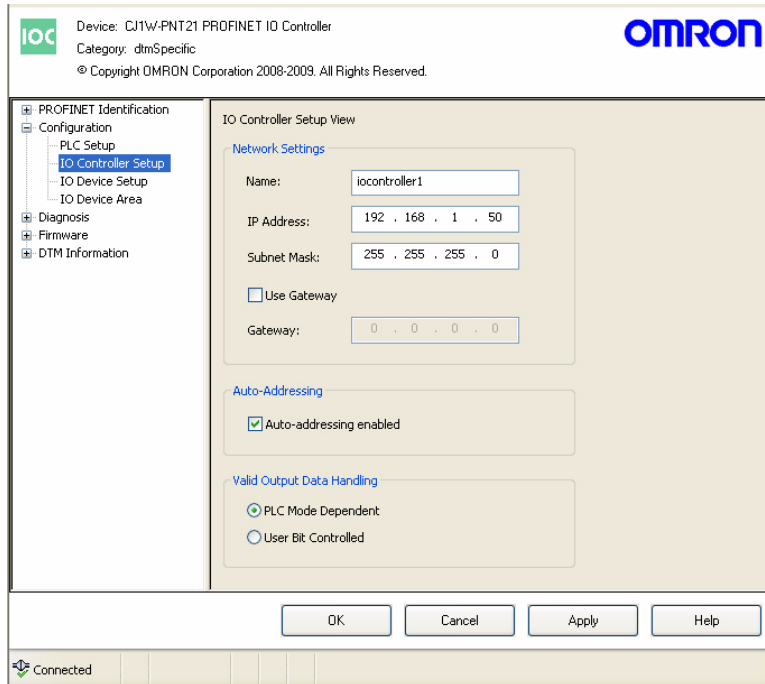 IOC
Device: CJ1W-PNT21 PROFINET IO Controller
OMRON
Category: dtmSpecific
© Copyright OMRON Corporation 2008-2009. All Rights Reserved.
PROFINET Identification
Configuration
PLC Setup
IO Controller Setup
IO Device Setup
IO Device Area
Diagnosis
Firmware
DTM Information
IO Controller Setup View
Network Settings
Name: iocontroller1
IP Address: 192 . 168 . 1 . 50
Subnet Mask: 255 . 255 . 255 . 0
Use Gateway
Gateway: 0 . 0 . 0 . 0
Auto-Addressing
Auto-addressing enabled
Valid Output Data Handling
PLC Mode Dependent
User Bit Controlled
OK Cancel Apply Help
Connected